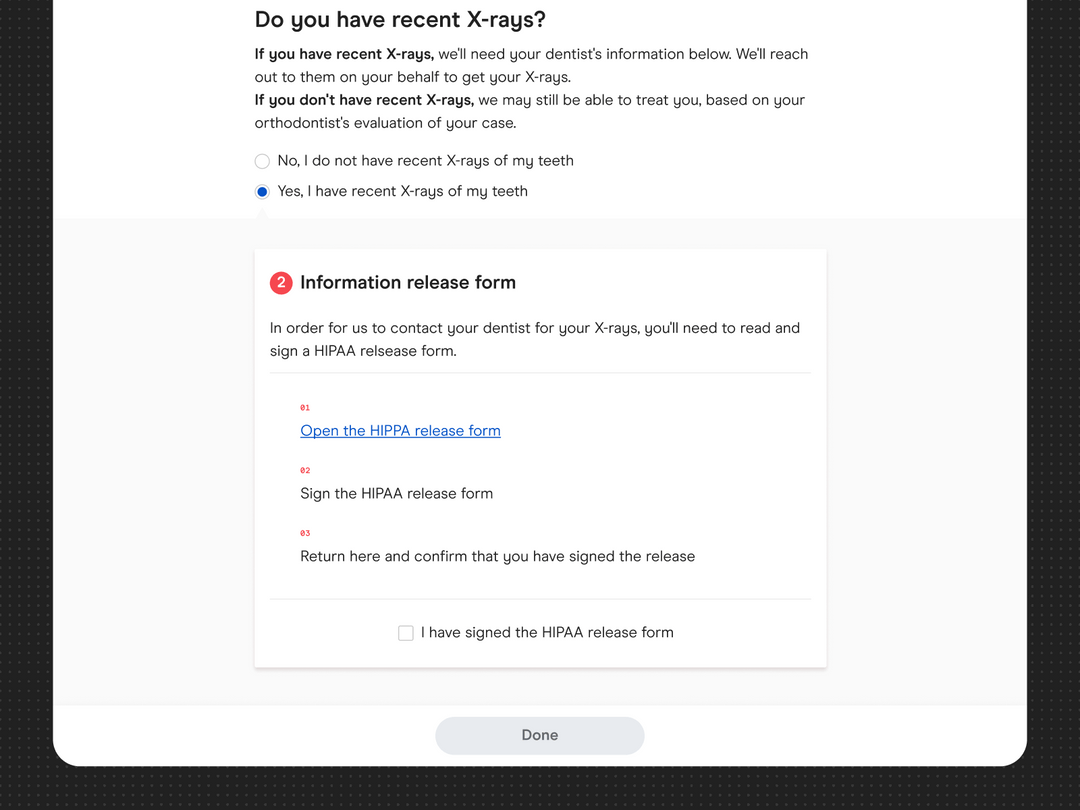 Do you have recent X-rays?
If you have recent X-rays, we'll need your dentist's information below. We'll reach
out to them on your behalf to get your X-rays.
If you don't have recent X-rays, we may still be able to treat you, based on your
orthodontist's evaluation of your case.
No, I do not have recent X-rays of my teeth
Yes, I have recent X-rays of my teeth
2 Information release form
In order for us to contact your dentist for your X-rays, you'll need to read and
sign a HIPAA relsease form.
01
Open the HIPPA release form
02
Sign the HIPAA release form
03
Return here and confirm that you have signed the release
I have signed the HIPAA release form
Done